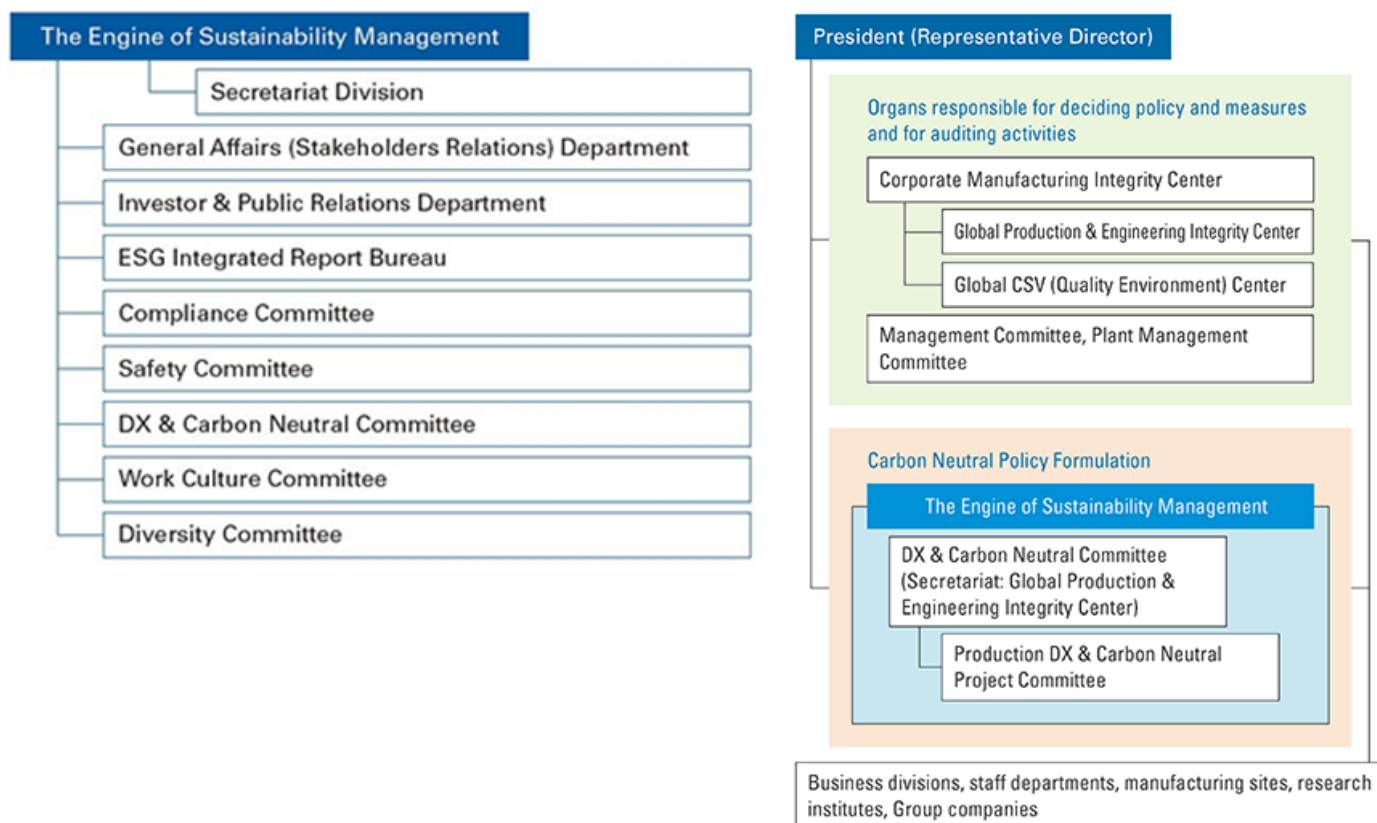 The Engine of Sustainability Management
Secretariat Division
General Affairs (Stakeholders Relations) Department
Investor & Public Relations Department
ESG Integrated Report Bureau
Compliance Committee
Safety Committee
DX & Carbon Neutral Committee
Work Culture Committee
Diversity Committee
President (Representative Director)
Organs responsible for deciding policy and measures
and for auditing activities
Corporate Manufacturing Integrity Center
Global Production & Engineering Integrity Center
Global CSV (Quality Environment) Center
Management Committee, Plant Management
Committee
Carbon Neutral Policy Formulation
The Engine of Sustainability Management
DX & Carbon Neutral Committee
(Secretariat: Global Production &
Engineering Integrity Center)
Production DX & Carbon Neutral
Project Committee
Business divisions, staff departments, manufacturing sites, research
institutes, Group companies